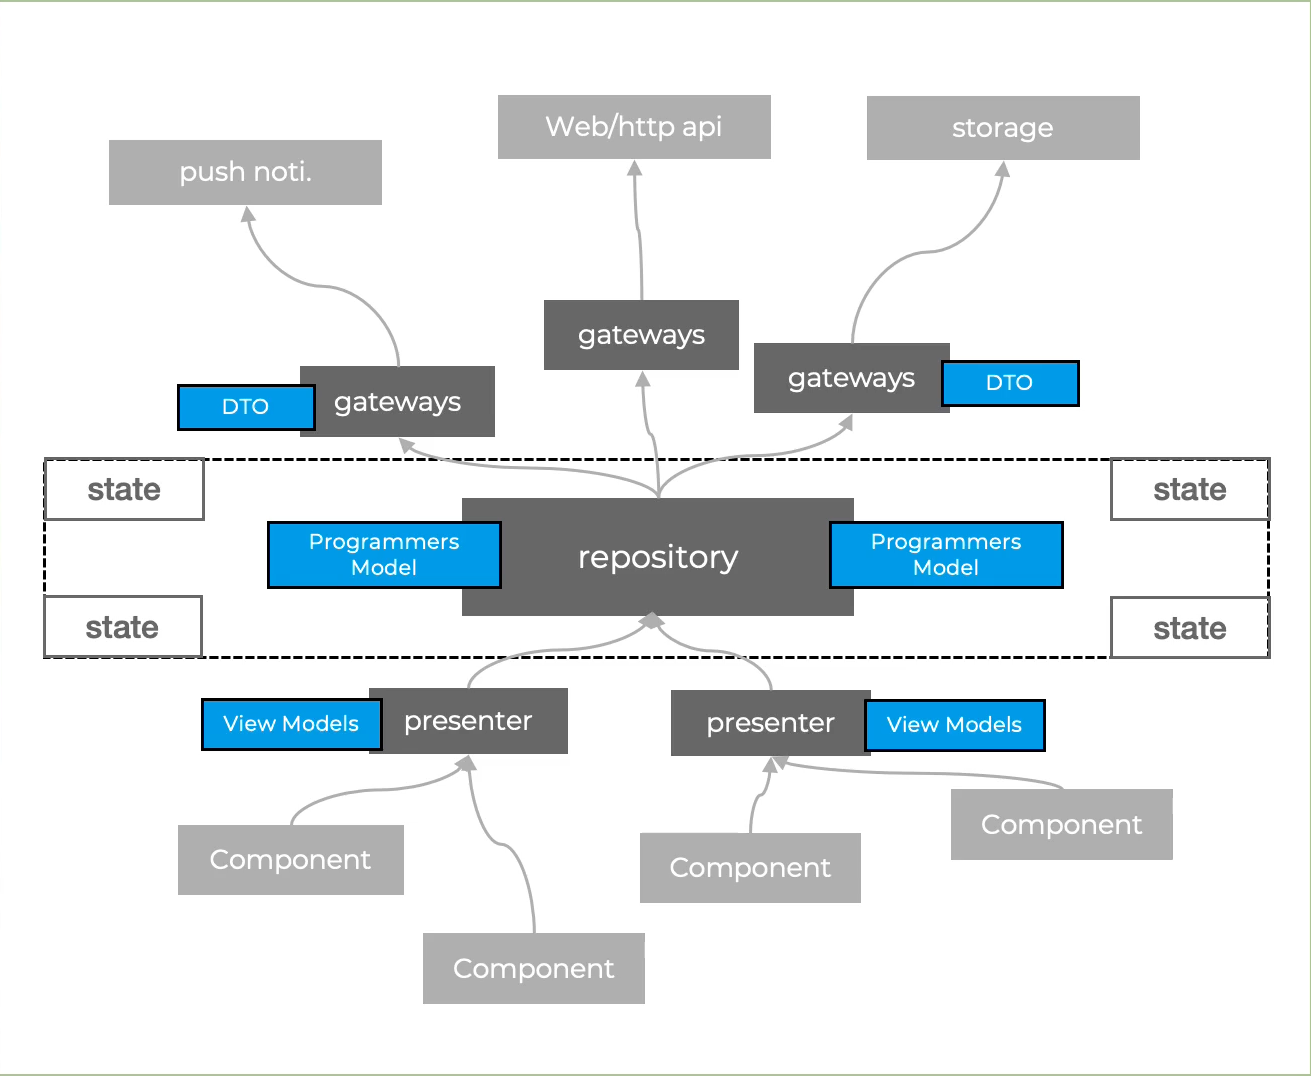 Web/http api
storage
push noti.
gateways
gateways
DTO
gateways
DTO
state
state
Programmers
Model
repository
Programmers
Model
state
state
View Models
presenter
presenter
View Models
Component
Component
Component
Component